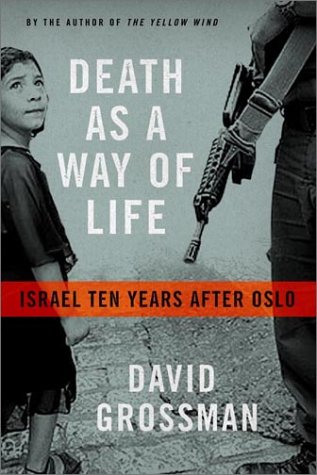 BY THE AUTHOR OF THE YELLOW WIND
DEATH
AS A
WAY OF
LIFE
ISRAEL TEN YEARS AFTER OSLO
DAVID
GROSSMAN